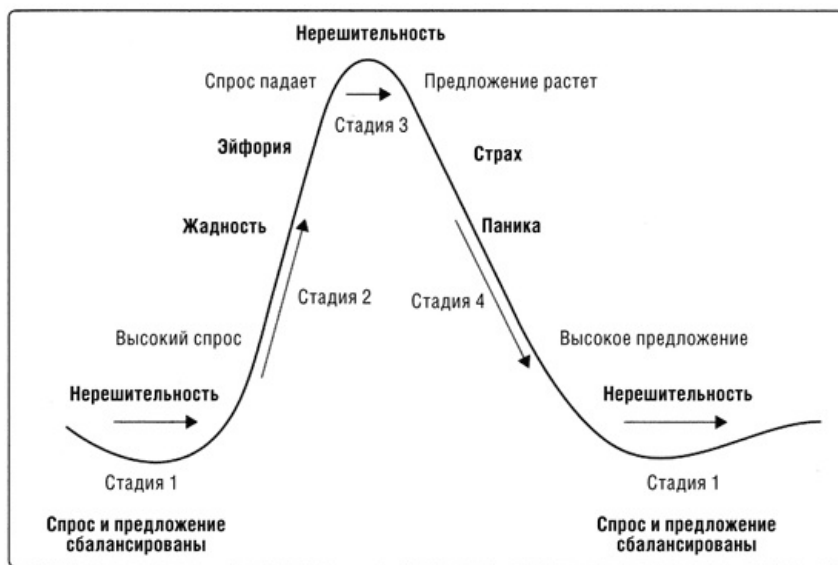 Нерешительность
Спрос падает
Предложение растет
Стадия 3
Эйфория
Страх
Жадность
Паника
Стадия 2
Стадия 4
Высокий спрос
Высокое предложение
Нерешительность
Нерешительность
Стадия 1
Стадия 1
Спрос и предложение
сбалансированы
Спрос и предложение
сбалансированы